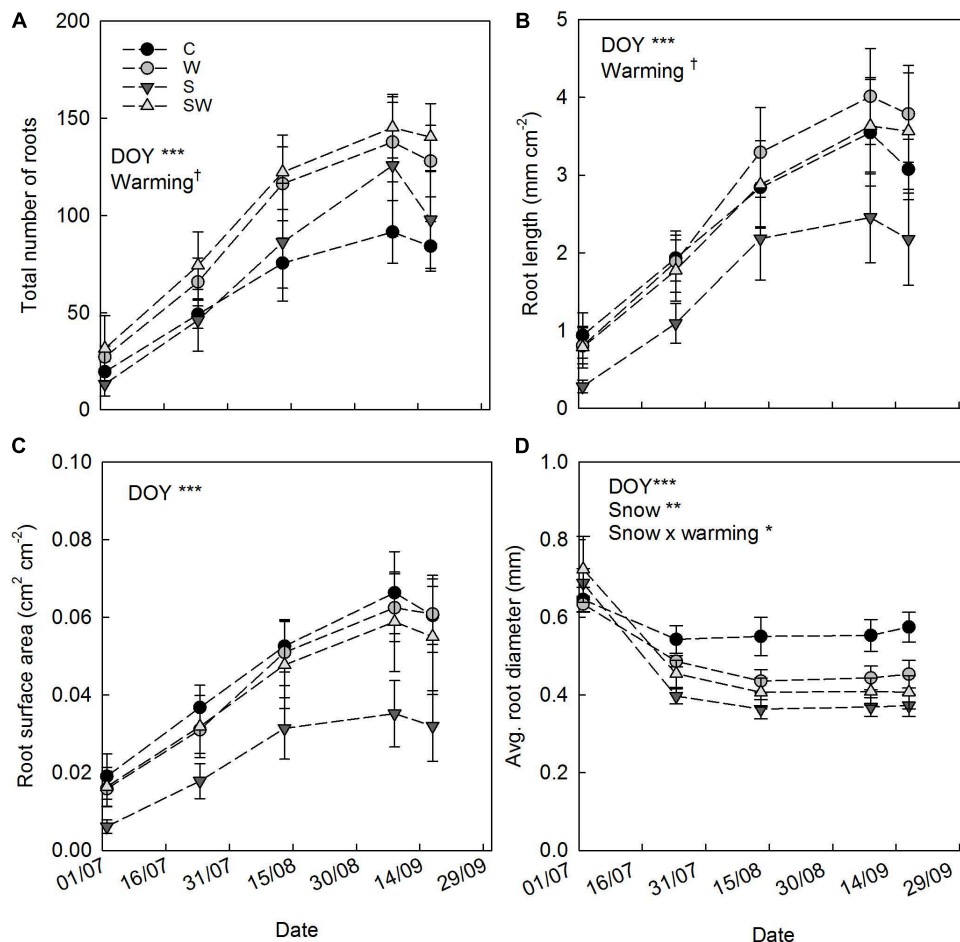 A
Total number of roots
200
150
100
50
0
C
W
S
SW
DOY ***
Warming†
B
Root length (mm cm-2)
5
4
3
2
1
0
DOY ***
Warming †
C
Root surface area (cm2 cm-2)
0.10
0.08
0.06
0.04
0.02
0.00
DOY ***
01/07
16/07
31/07
15/08
30/08
14/09
29/09
Date
D
Avg. root diameter (mm)
1.0
0.8
0.6
0.4
0.2
0.0
DOY***
Snow **
Snow x warming *
01/07
16/07
31/07
15/08
30/08
14/09
29/09
Date